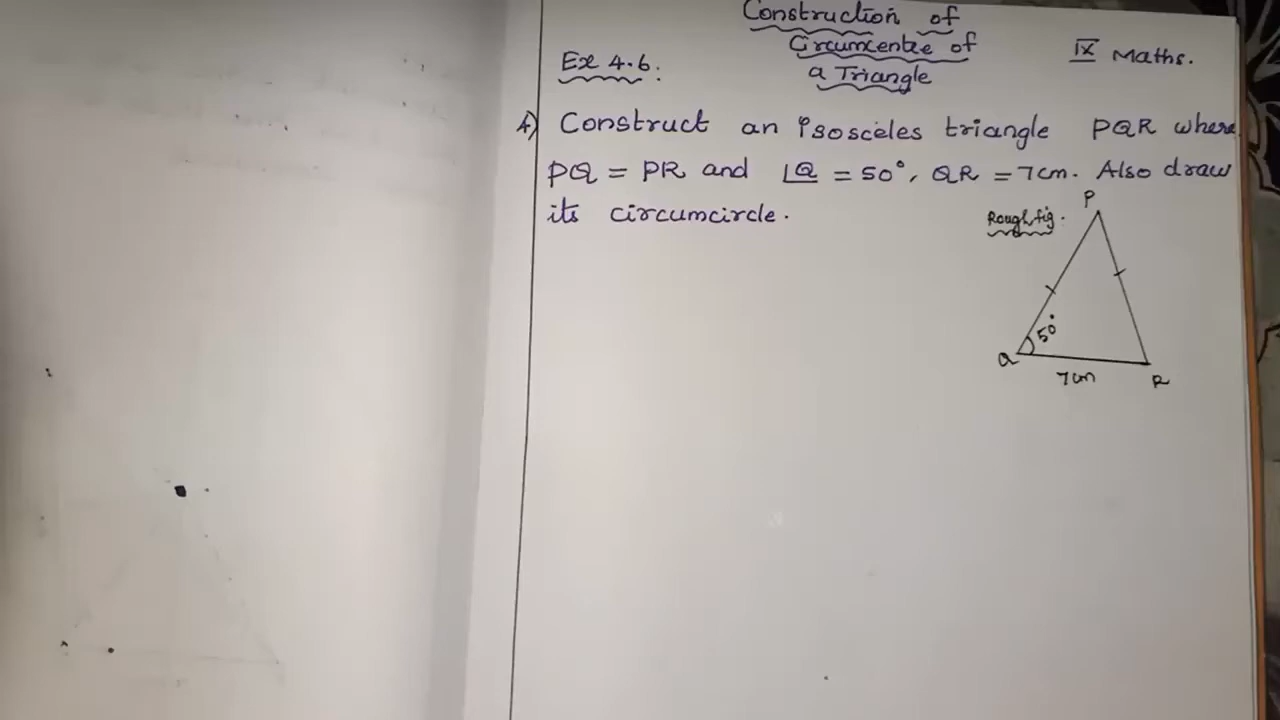 Construction of
Circumcentre of
a Triangle
IX Maths.
Ex 4.6.
4) Construct an isosceles triangle PQR where
PQ = PR and ∠Q = 50°, QR = 7cm. Also draw
its circumcircle.
Rough fig.
P
50°
Q
R
7cm